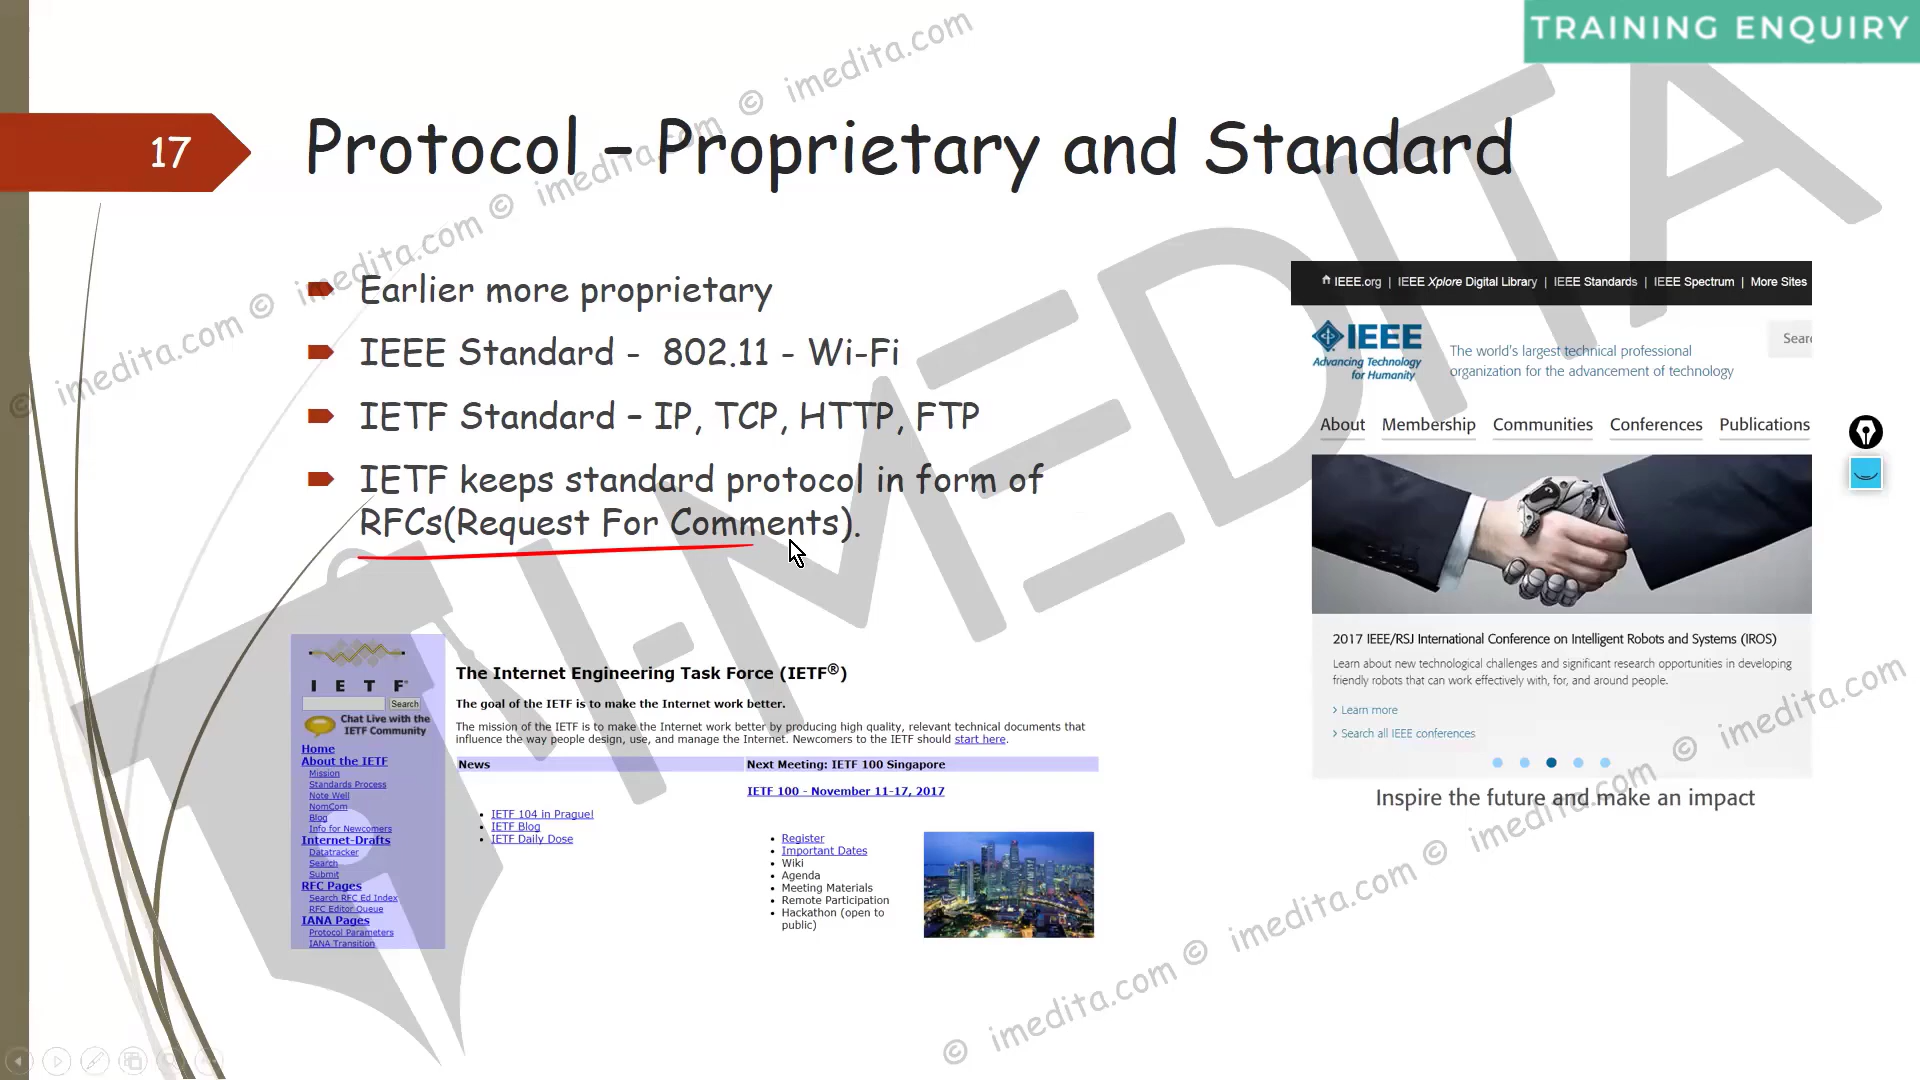 TRAINING ENQUIRY
17
Protocol – Proprietary and Standard
Earlier more proprietary
IEEE Standard - 802.11 - Wi-Fi
IETF Standard – IP, TCP, HTTP, FTP
IETF keeps standard protocol in form of
RFCs(Request For Comments).
IEEE.org | IEEE Xplore Digital Library | IEEE Standards | IEEE Spectrum | More Sites
IEEE
Advancing Technology
for Humanity
The world's largest technical professional
organization for the advancement of technology
Sear
About Membership Communities Conferences Publications
2017 IEEE/RSJ International Conference on Intelligent Robots and Systems (IROS)
Learn about new technological challenges and significant research opportunities in developing
friendly robots that can work effectively with, for, and around people.
› Learn more
› Search all IEEE conferences
Inspire the future and make an impact
I E T F®
Search
Chat Live with the
IETF Community
Home
About the IETF
Mission
Standards Process
Note Well
NomCom
Blog
Info for Newcomers
Internet-Drafts
Datatracker
Search
Submit
RFC Pages
Search RFC Ed Index
RFC Editor Queue
IANA Pages
Protocol Parameters
IANA Transition
The Internet Engineering Task Force (IETF®)
The goal of the IETF is to make the Internet work better.
The mission of the IETF is to make the Internet work better by producing high quality, relevant technical documents that
influence the way people design, use, and manage the Internet. Newcomers to the IETF should start here.
News
IETF 104 in Prague!
IETF Blog
IETF Daily Dose
Next Meeting: IETF 100 Singapore
IETF 100 - November 11-17, 2017
Register
Important Dates
Wiki
Agenda
Meeting Materials
Remote Participation
Hackathon (open to
public)
I-MEDITA
© imedita.com © imedita.com © imedita.com © imedita.com
© imedita.com © imedita.com © imedita.com © imedita.com